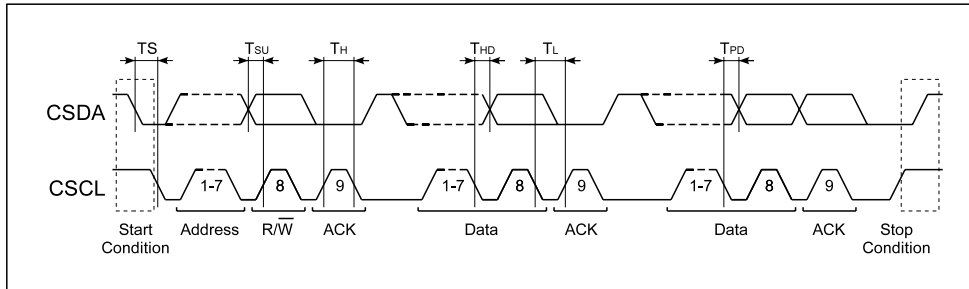 TS TSU TH THD TL TPD
CSDA
CSCL 1-7 8 9 1-7 8 9 1-7 8 9
Start Condition Address R/W̅ ACK Data ACK Data ACK Stop Condition